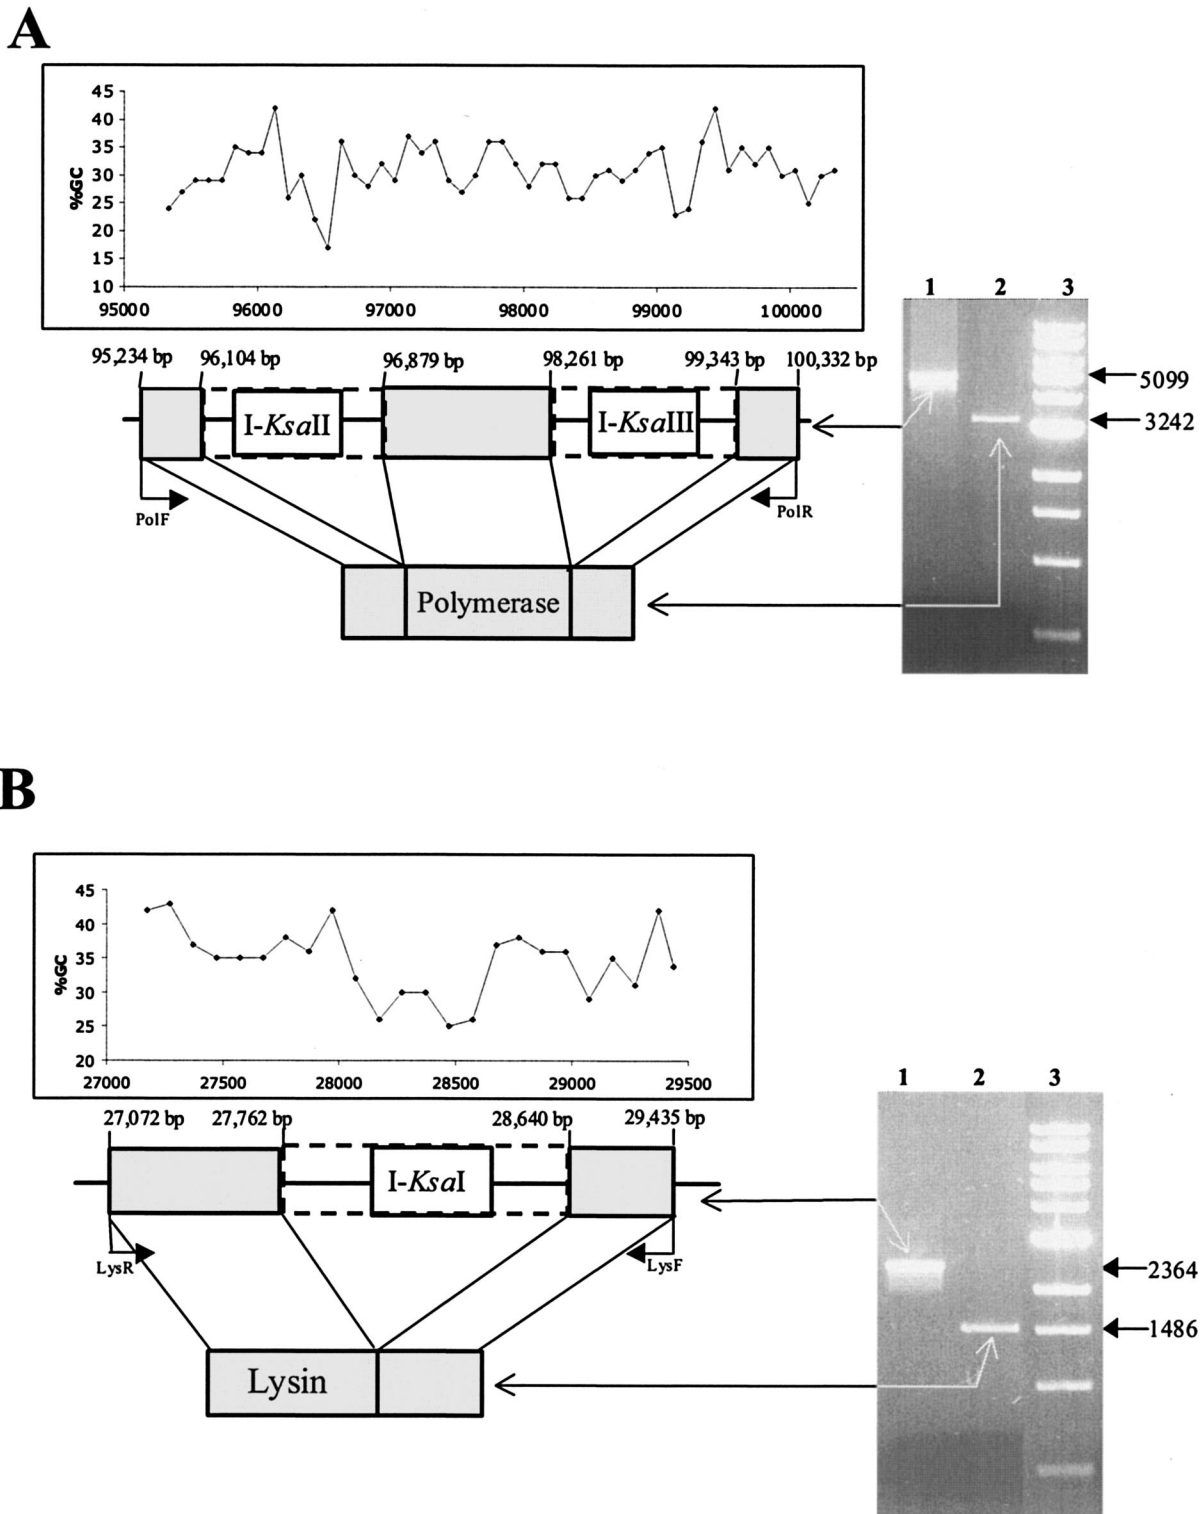 A
45
40
35
30
25
20
15
10
%GC
95000 96000 97000 98000 99000 100000
1 2 3
95,234 bp 96,104 bp 96,879 bp 98,261 bp 99,343 bp 100,332 bp
5099
3242
I-KsaII I-KsaIII
PolF PolR
Polymerase
B
45
40
35
30
25
20
%GC
27000 27500 28000 28500 29000 29500
1 2 3
27,072 bp 27,762 bp 28,640 bp 29,435 bp
I-KsaI
LysR LysF
2364
1486
Lysin